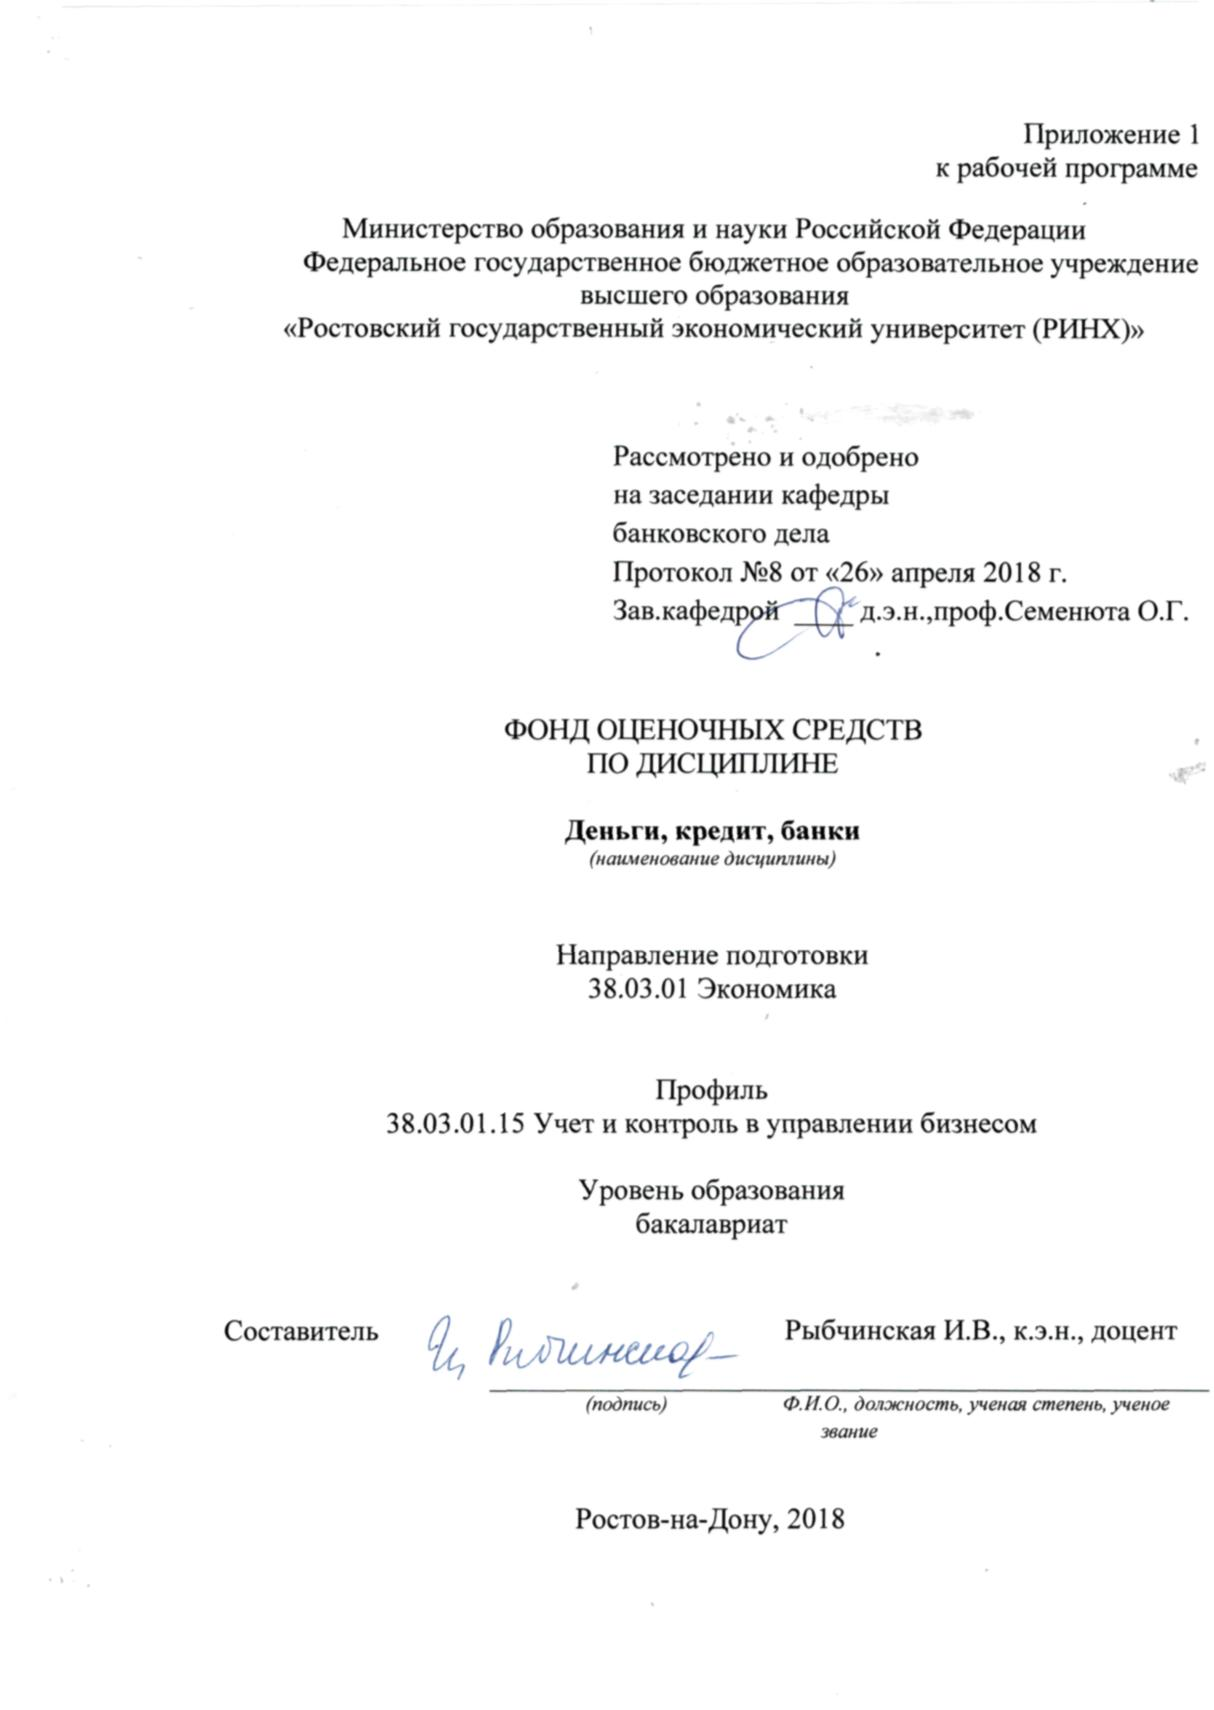 Приложение 1
к рабочей программе
Министерство образования и науки Российской Федерации
Федеральное государственное бюджетное образовательное учреждение
высшего образования
«Ростовский государственный экономический университет (РИНХ)»
Рассмотрено и одобрено
на заседании кафедры
банковского дела
Протокол №8 от «26» апреля 2018 г.
Зав.кафедрой ____ д.э.н.,проф.Семенюта О.Г.
ФОНД ОЦЕНОЧНЫХ СРЕДСТВ
ПО ДИСЦИПЛИНЕ
Деньги, кредит, банки
(наименование дисциплины)
Направление подготовки
38.03.01 Экономика
Профиль
38.03.01.15 Учет и контроль в управлении бизнесом
Уровень образования
бакалавриат
Составитель Рыбчинская И.В., к.э.н., доцент
(подпись) Ф.И.О., должность, ученая степень, ученое
звание
Ростов-на-Дону, 2018